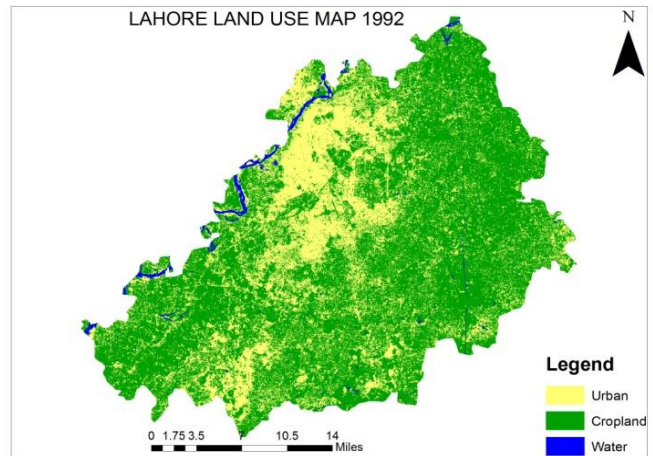 LAHORE LAND USE MAP 1992
N
Legend
Urban
Cropland
Water
0 1.75 3.5 7 10.5 14
Miles